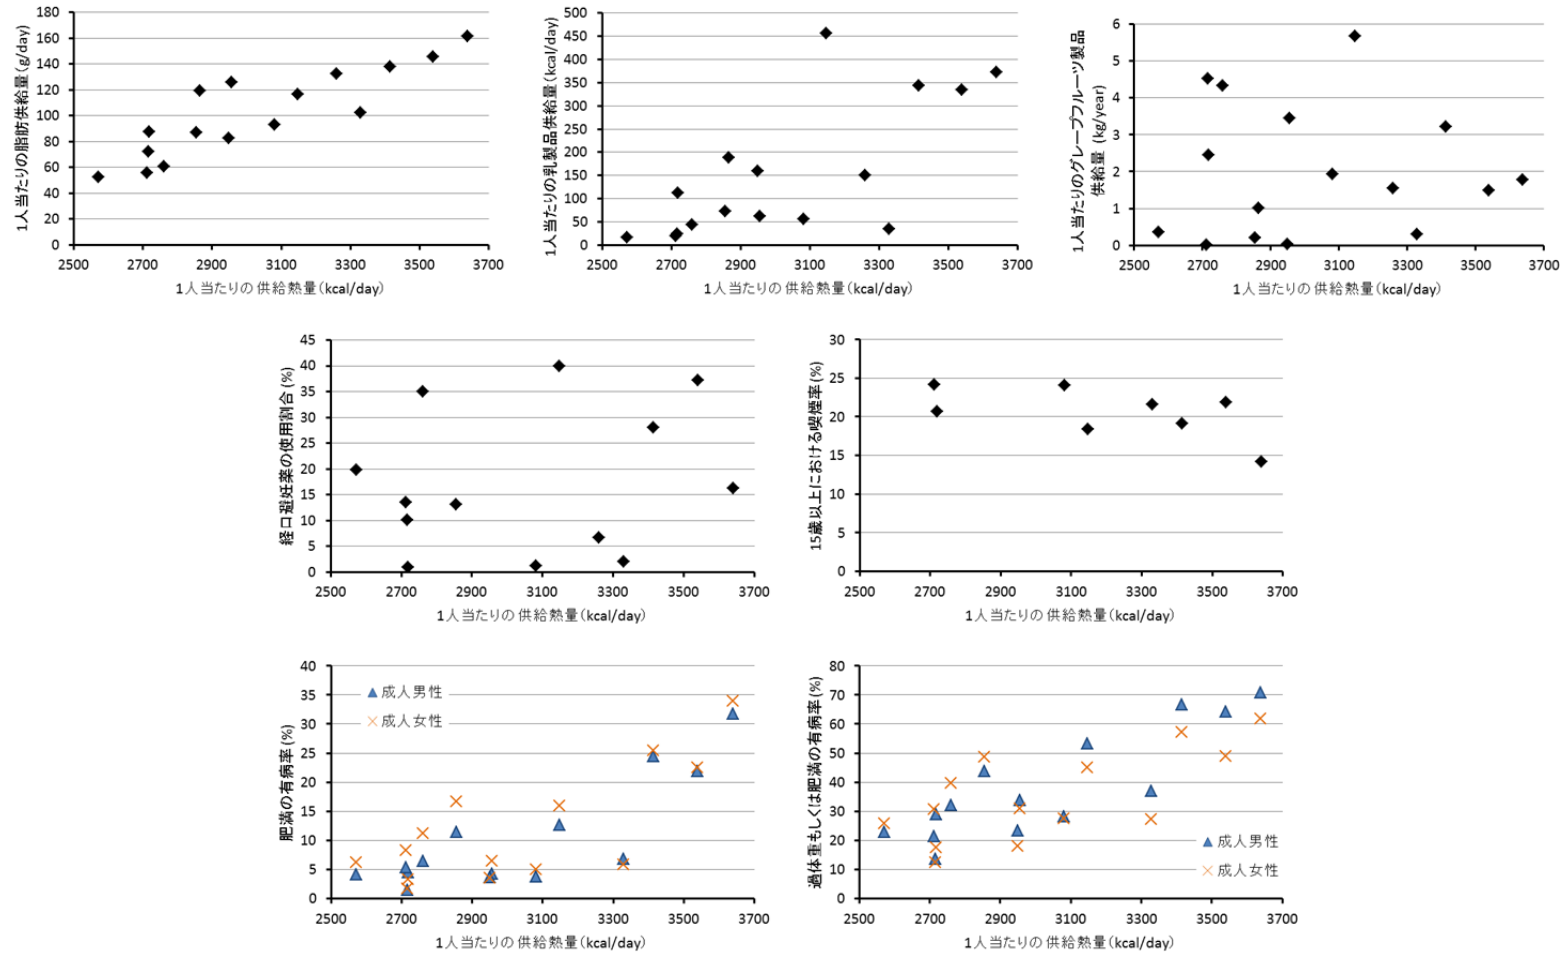 1人当たりの脂肪供給量(g/day)
180
160
140
120
100
80
60
40
20
0
2500 2700 2900 3100 3300 3500 3700
1人当たりの供給熱量(kcal/day)
1人当たりの乳製品供給量(kcal/day)
500
450
400
350
300
250
200
150
100
50
0
2500 2700 2900 3100 3300 3500 3700
1人当たりの供給熱量(kcal/day)
1人当たりのグレープフルーツ製品
供給量 (kg/year)
6
5
4
3
2
1
0
2500 2700 2900 3100 3300 3500 3700
1人当たりの供給熱量(kcal/day)
経口避妊薬の使用割合(%)
45
40
35
30
25
20
15
10
5
0
2500 2700 2900 3100 3300 3500 3700
1人当たりの供給熱量(kcal/day)
15歳以上における喫煙率(%)
30
25
20
15
10
5
0
2500 2700 2900 3100 3300 3500 3700
1人当たりの供給熱量(kcal/day)
肥満の有病率(%)
40
35
30
25
20
15
10
5
0
成人男性
成人女性
2500 2700 2900 3100 3300 3500 3700
1人当たりの供給熱量(kcal/day)
過体重もしくは肥満の有病率(%)
80
70
60
50
40
30
20
10
0
成人男性
成人女性
2500 2700 2900 3100 3300 3500 3700
1人当たりの供給熱量(kcal/day)